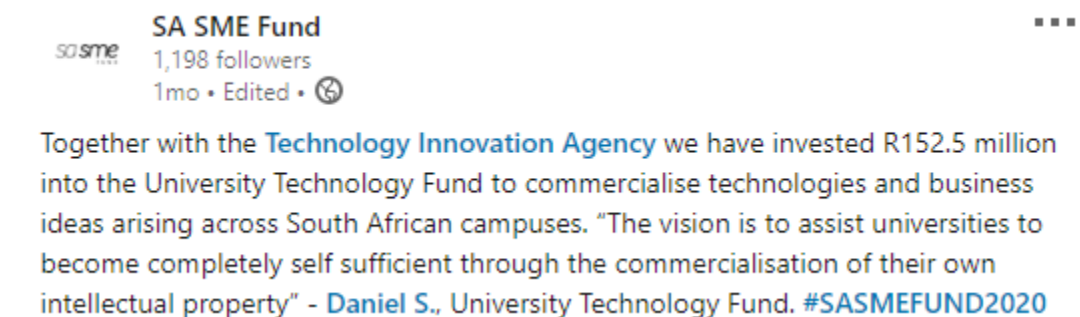 SA SME Fund
sasme
FUND
1,198 followers
1mo • Edited •
Together with the Technology Innovation Agency we have invested R152.5 million
into the University Technology Fund to commercialise technologies and business
ideas arising across South African campuses. “The vision is to assist universities to
become completely self sufficient through the commercialisation of their own
intellectual property” - Daniel S., University Technology Fund. #SASMEFUND2020